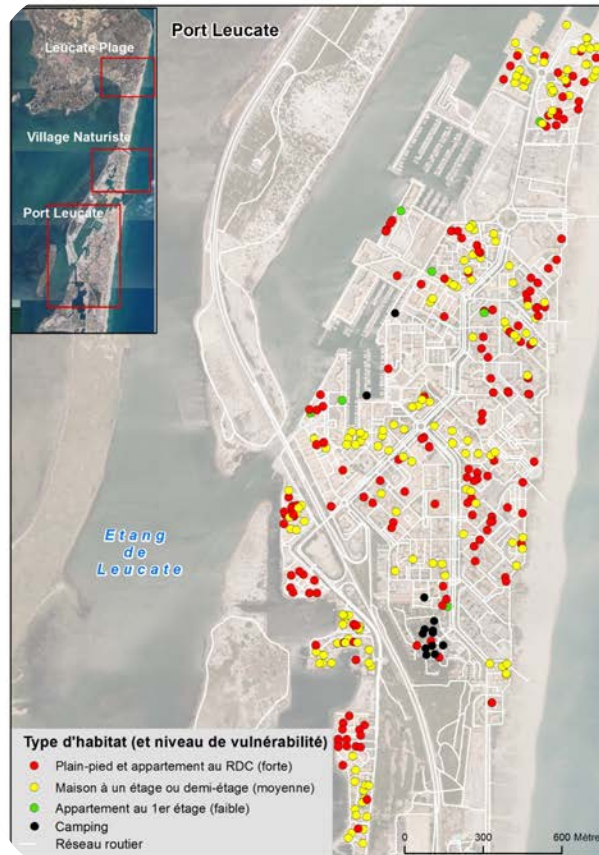 Port Leucate
Leucate Plage
Village Naturiste
Port Leucate
Etang
de
Leucate
Type d'habitat (et niveau de vulnérabilité)
Plain-pied et appartement au RDC (forte)
Maison à un étage ou demi-étage (moyenne)
Appartement au 1er étage (faible)
Camping
Réseau routier
0 300 600 Mètre